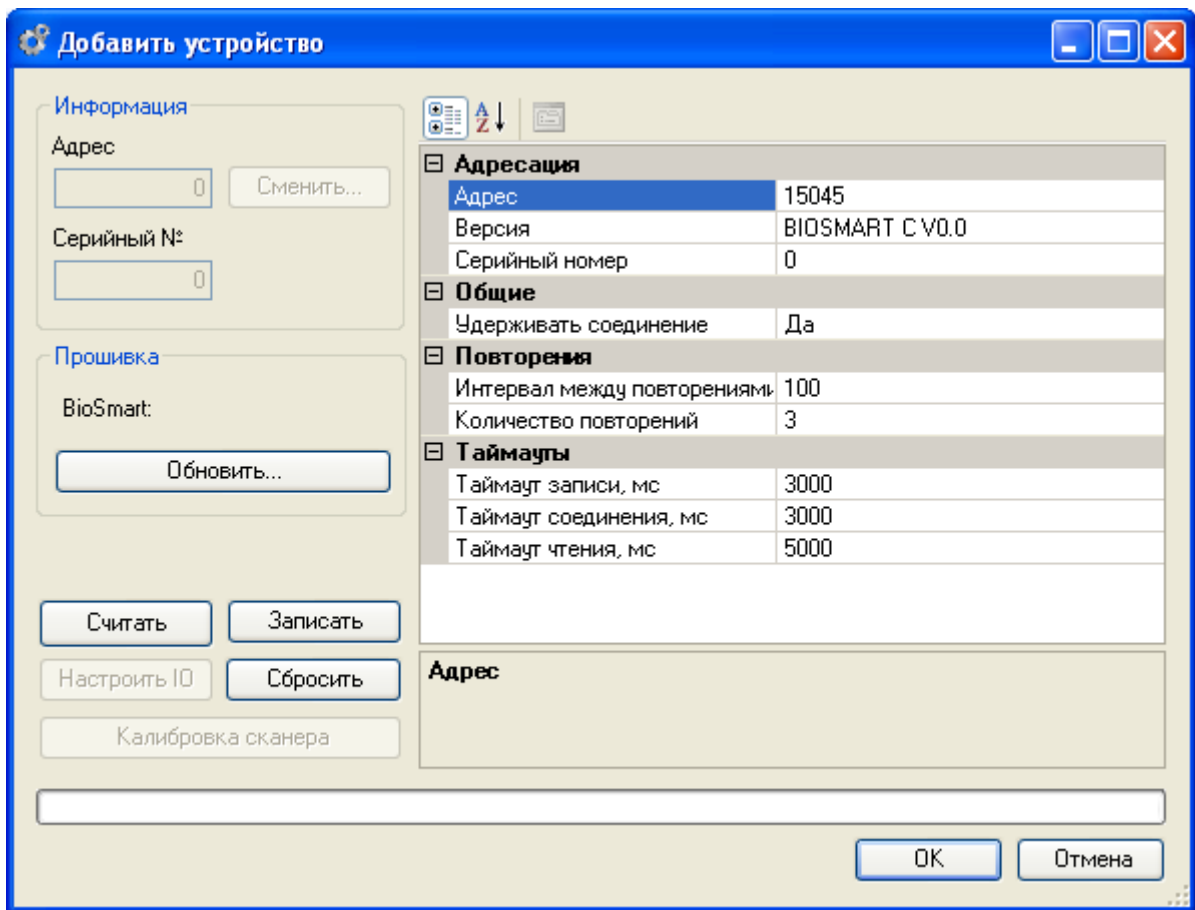 Добавить устройство
Информация
Адрес
0
Сменить...
Серийный №
0
Прошивка
BioSmart:
Обновить...
Считать
Записать
Настроить IO
Сбросить
Калибровка сканера
Адресация
Адрес 15045
Версия BIOSMART C V0.0
Серийный номер 0
Общие
Удерживать соединение Да
Повторения
Интервал между повторениями 100
Количество повторений 3
Таймауты
Таймаут записи, мс 3000
Таймаут соединения, мс 3000
Таймаут чтения, мс 5000
Адрес
OK
Отмена